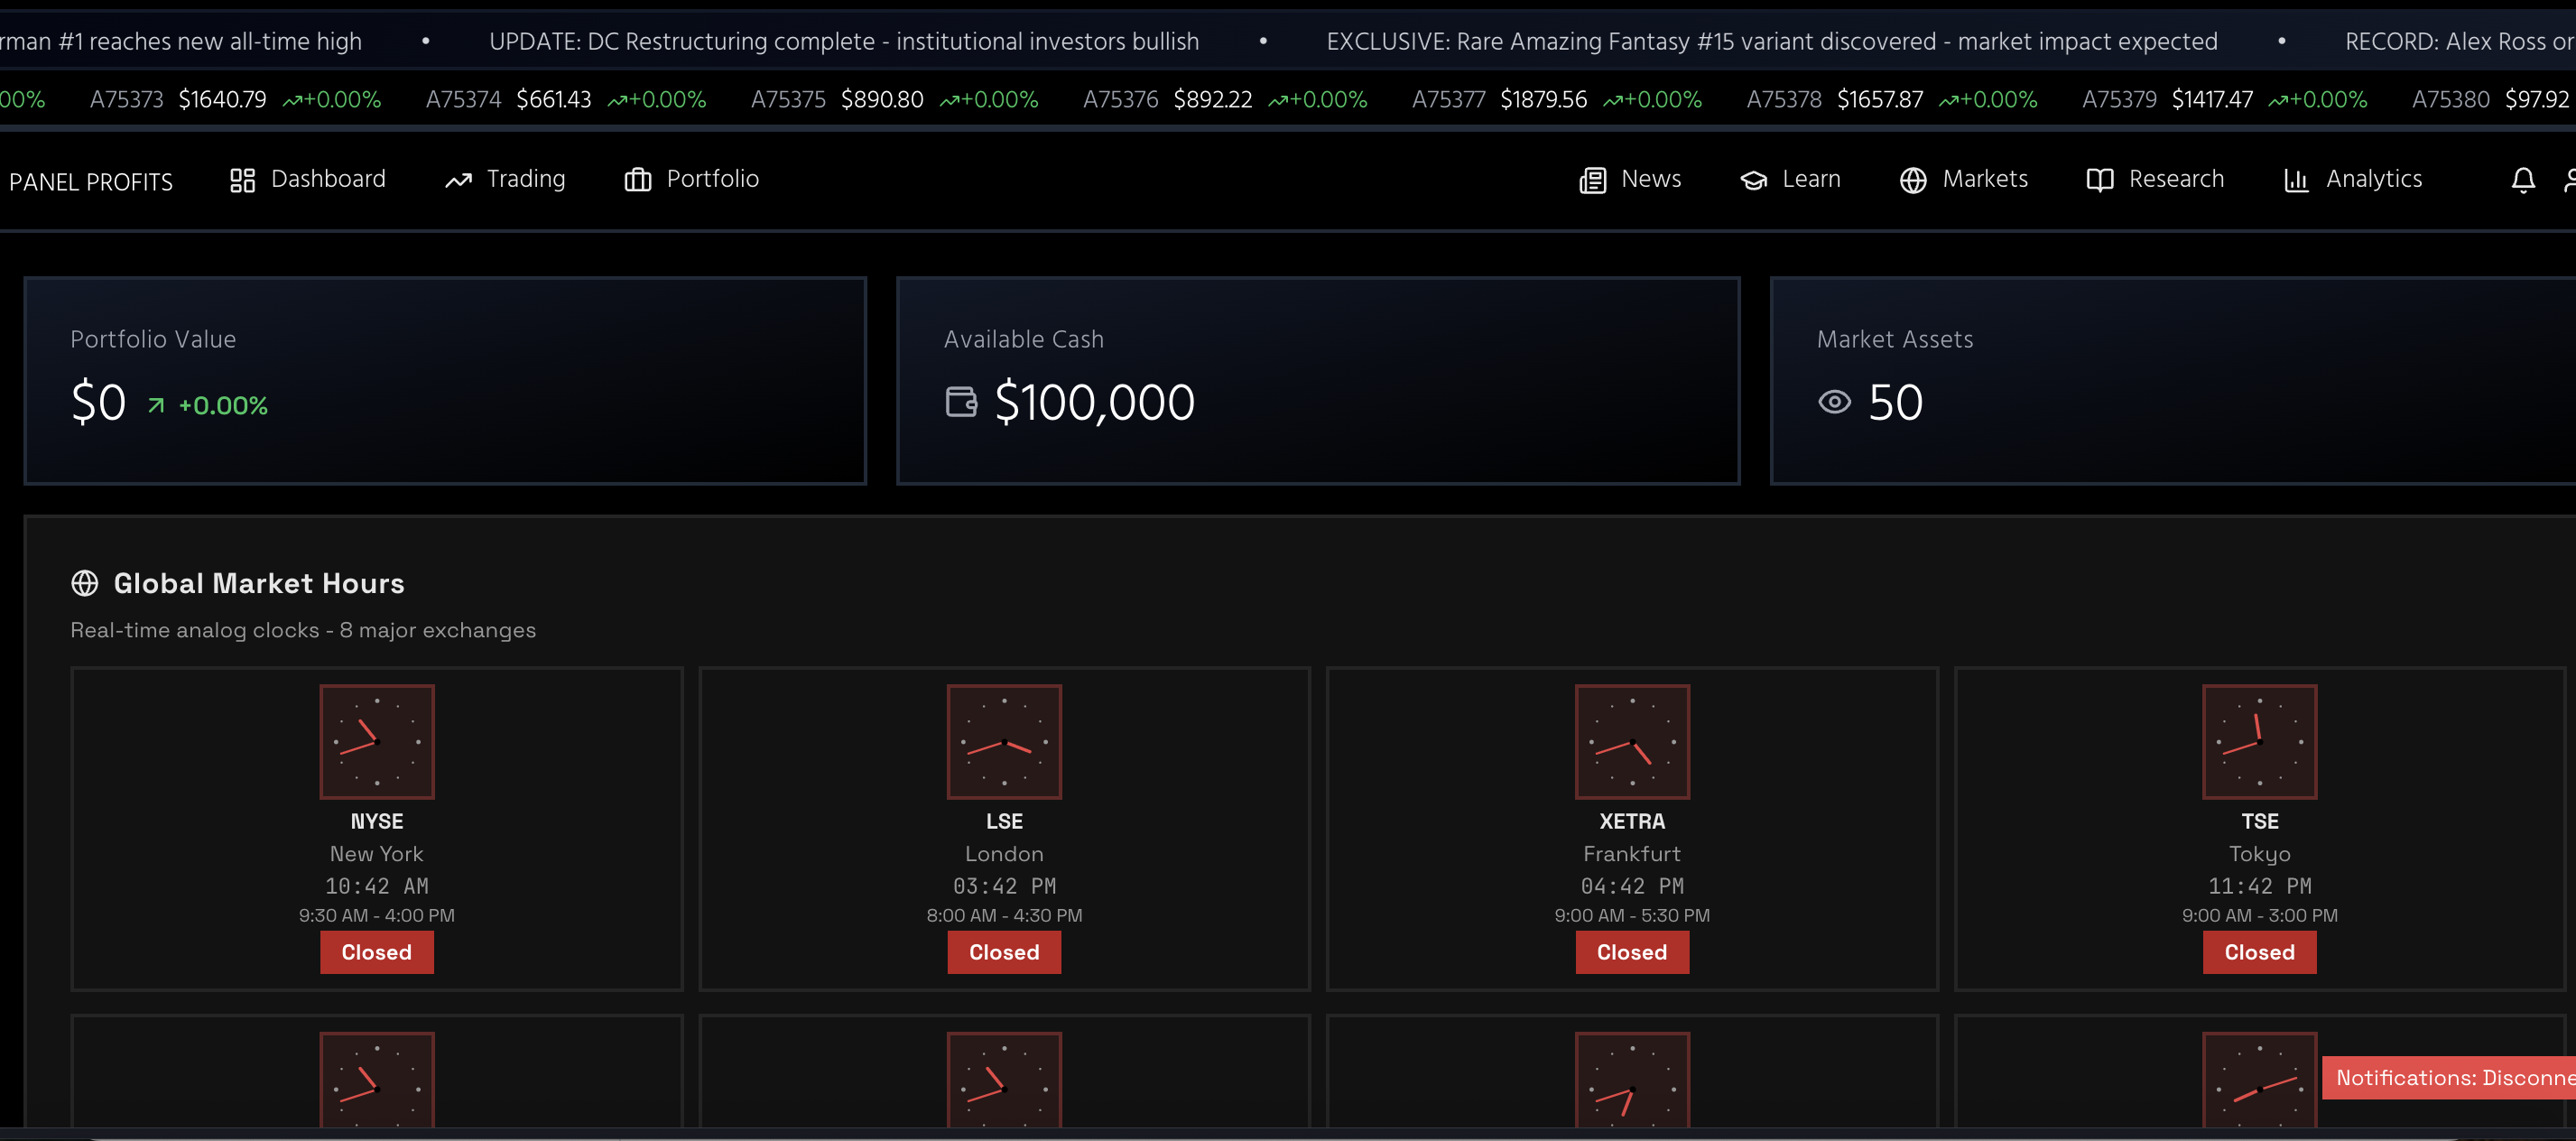 rman #1 reaches new all-time high • UPDATE: DC Restructuring complete - institutional investors bullish • EXCLUSIVE: Rare Amazing Fantasy #15 variant discovered - market impact expected • RECORD: Alex Ross or
00% A75373 $1640.79 +0.00% A75374 $661.43 +0.00% A75375 $890.80 +0.00% A75376 $892.22 +0.00% A75377 $1879.56 +0.00% A75378 $1657.87 +0.00% A75379 $1417.47 +0.00% A75380 $97.92
PANEL PROFITS Dashboard Trading Portfolio News Learn Markets Research Analytics
Portfolio Value Available Cash Market Assets
$0 +0.00% $100,000 50
Global Market Hours
Real-time analog clocks - 8 major exchanges
NYSE LSE XETRA TSE
New York London Frankfurt Tokyo
10:42 AM 03:42 PM 04:42 PM 11:42 PM
9:30 AM - 4:00 PM 8:00 AM - 4:30 PM 9:00 AM - 5:30 PM 9:00 AM - 3:00 PM
Closed Closed Closed Closed
Notifications: Disconne